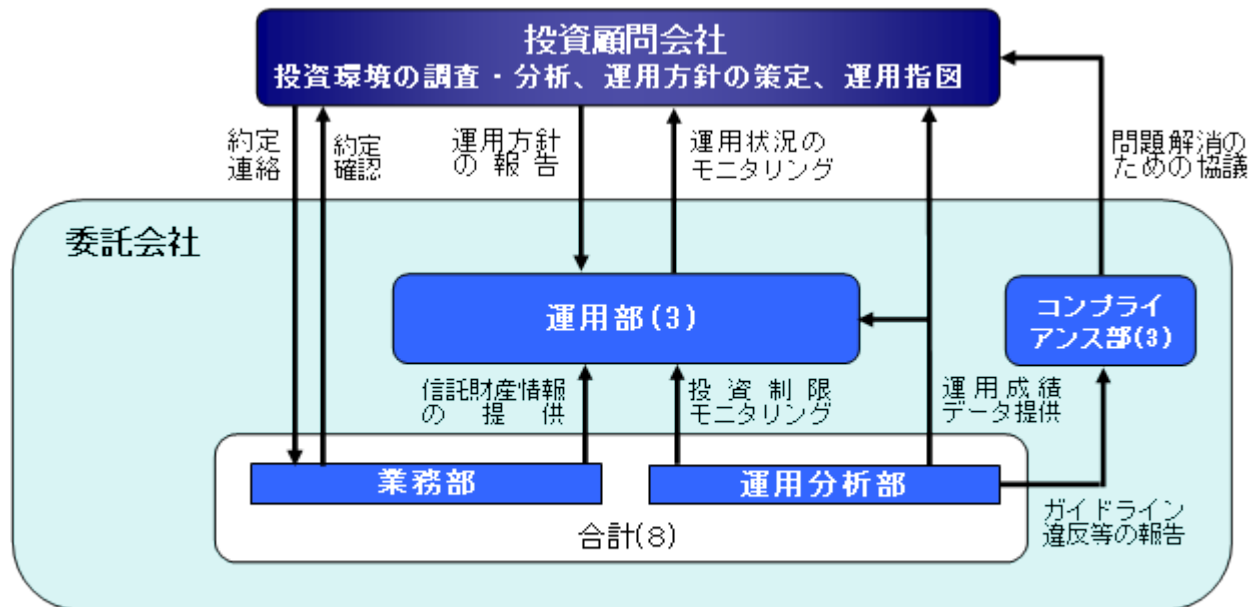 投資顧問会社
投資環境の調査・分析、運用方針の策定、運用指図
約定
連絡
約定
確認
運用方針
の報告
運用状況の
モニタリング
問題解消の
ための協議
委託会社
運用部(3)
コンプライ
アンス部(3)
信託財産情報
の提供
投資制限
モニタリング
運用成績
データ提供
業務部
運用分析部
合計(8)
ガイドライン
違反等の報告